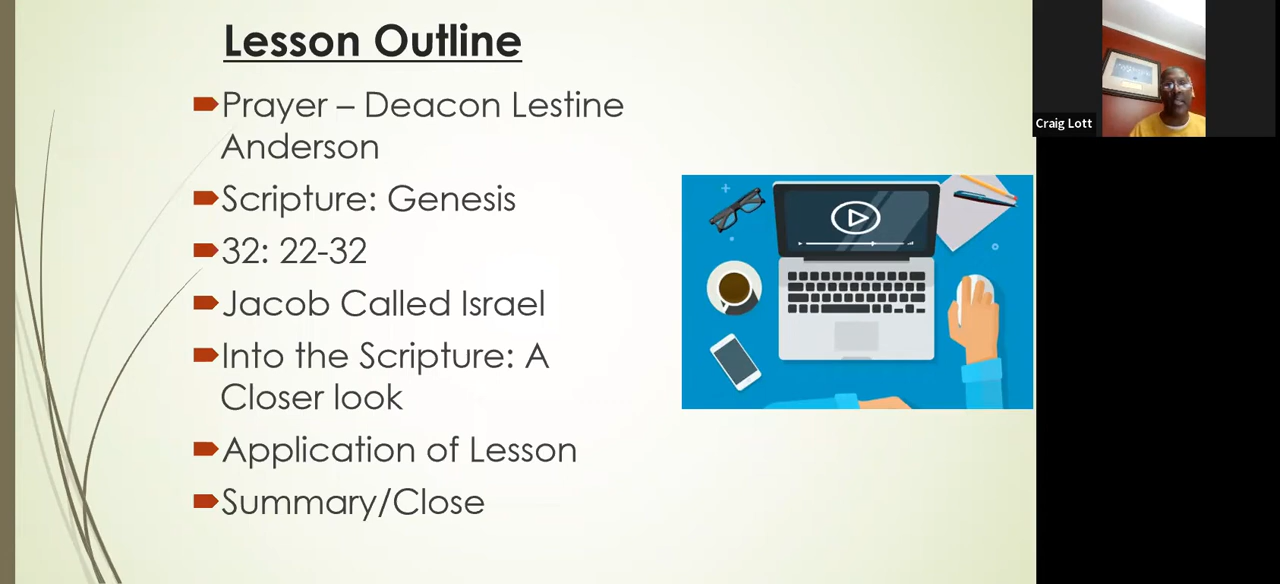 Lesson Outline
Prayer – Deacon Lestine
Anderson
Scripture: Genesis
32: 22-32
Jacob Called Israel
Into the Scripture: A
Closer look
Application of Lesson
Summary/Close
Craig Lott